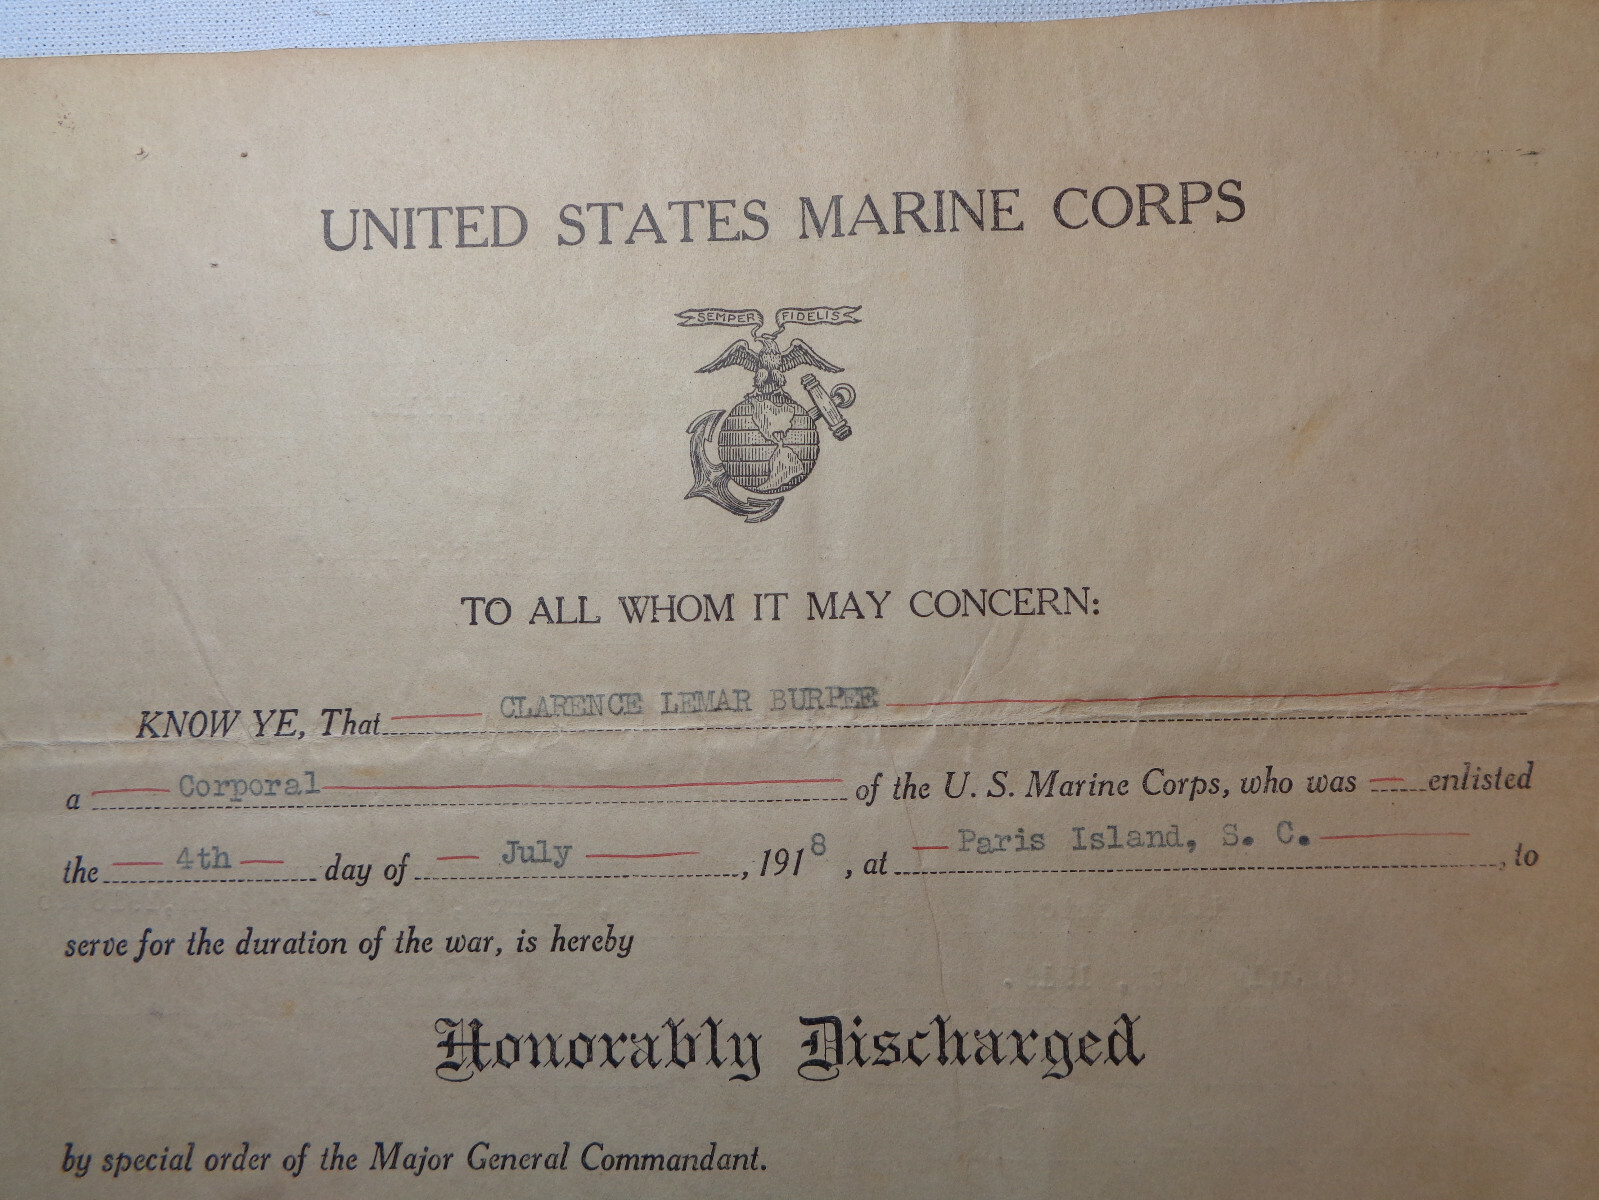 UNITED STATES MARINE CORPS
SEMPER FIDELIS
TO ALL WHOM IT MAY CONCERN:
KNOW YE, That CLARENCE LEMAR BURPEE
a Corporal of the U. S. Marine Corps, who was enlisted
the 4th day of July, 1918, at Paris Island, S. C., to
serve for the duration of the war, is hereby
Honorably Discharged
by special order of the Major General Commandant.